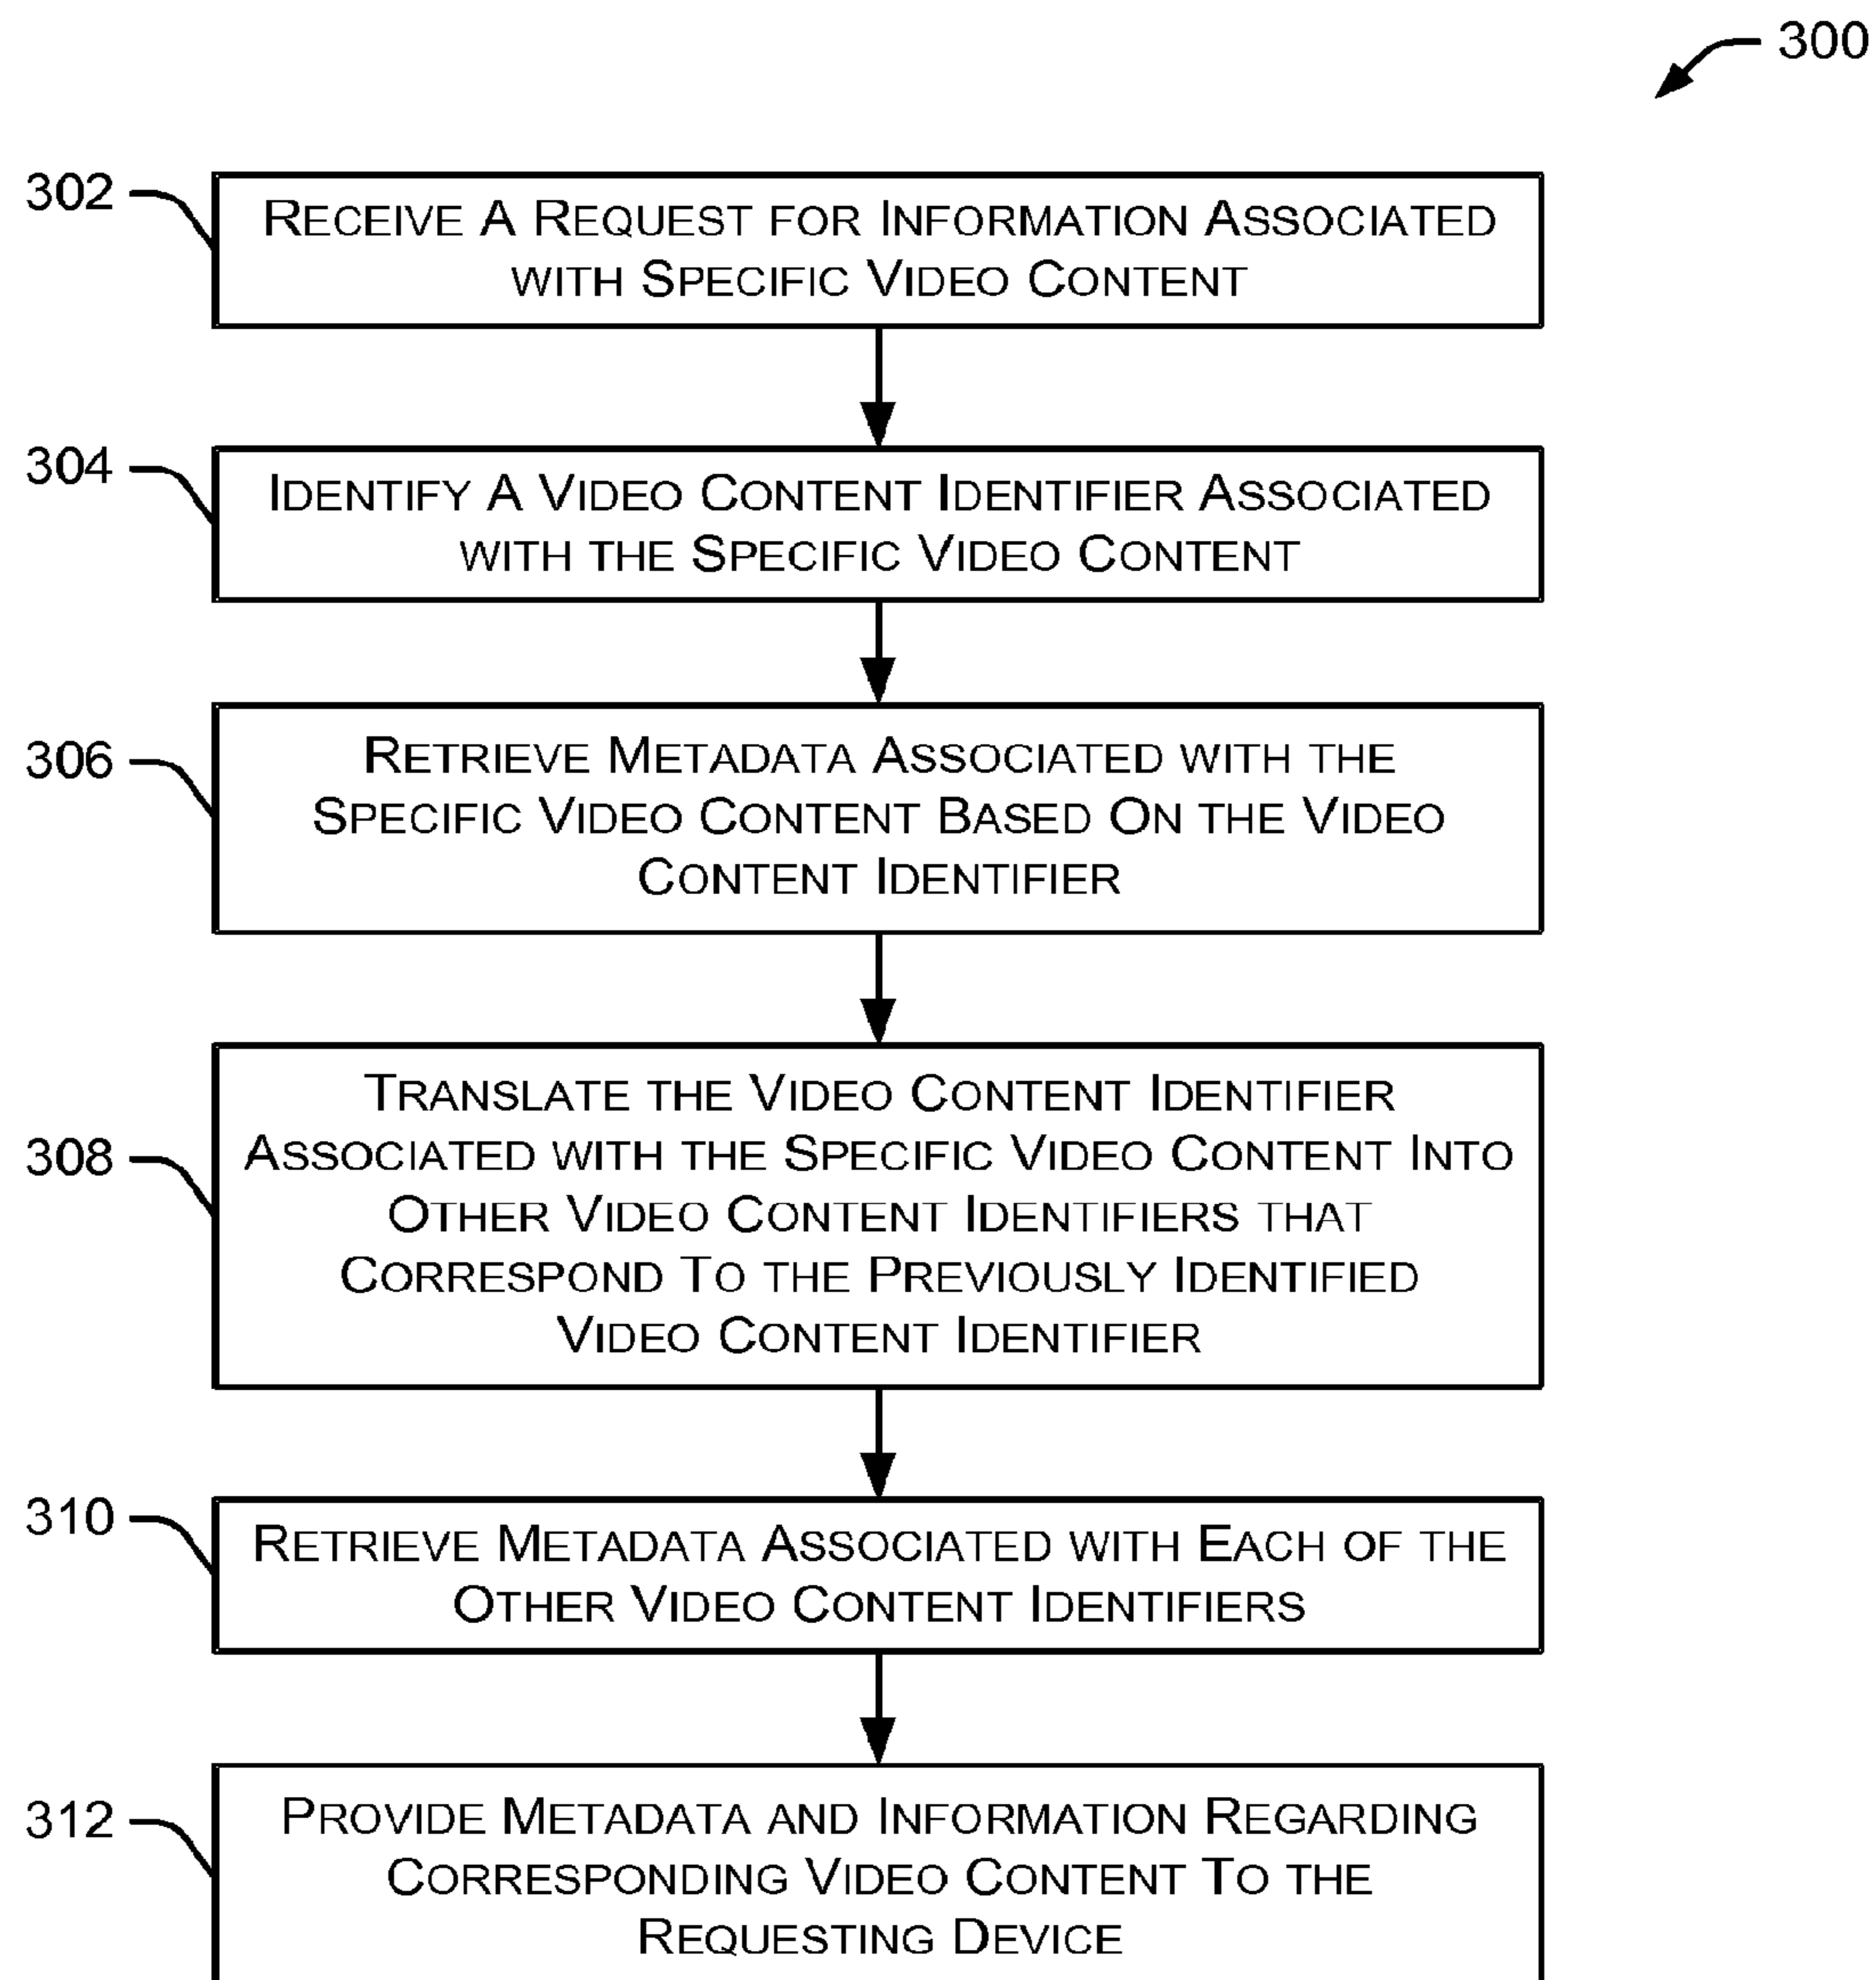 300
302
RECEIVE A REQUEST FOR INFORMATION ASSOCIATED
WITH SPECIFIC VIDEO CONTENT
304
IDENTIFY A VIDEO CONTENT IDENTIFIER ASSOCIATED
WITH THE SPECIFIC VIDEO CONTENT
306
RETRIEVE METADATA ASSOCIATED WITH THE
SPECIFIC VIDEO CONTENT BASED ON THE VIDEO
CONTENT IDENTIFIER
308
TRANSLATE THE VIDEO CONTENT IDENTIFIER
ASSOCIATED WITH THE SPECIFIC VIDEO CONTENT INTO
OTHER VIDEO CONTENT IDENTIFIERS THAT
CORRESPOND TO THE PREVIOUSLY IDENTIFIED
VIDEO CONTENT IDENTIFIER
310
RETRIEVE METADATA ASSOCIATED WITH EACH OF THE
OTHER VIDEO CONTENT IDENTIFIERS
312
PROVIDE METADATA AND INFORMATION REGARDING
CORRESPONDING VIDEO CONTENT TO THE
REQUESTING DEVICE